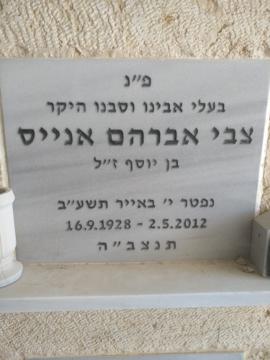 פ״נ
בעלי אבינו וסבנו היקר
צבי אברהם אנייס
בן יוסף ז״ל
נפטר י׳ באייר תשע״ב
16.9.1928 - 2.5.2012
תנצב״ה